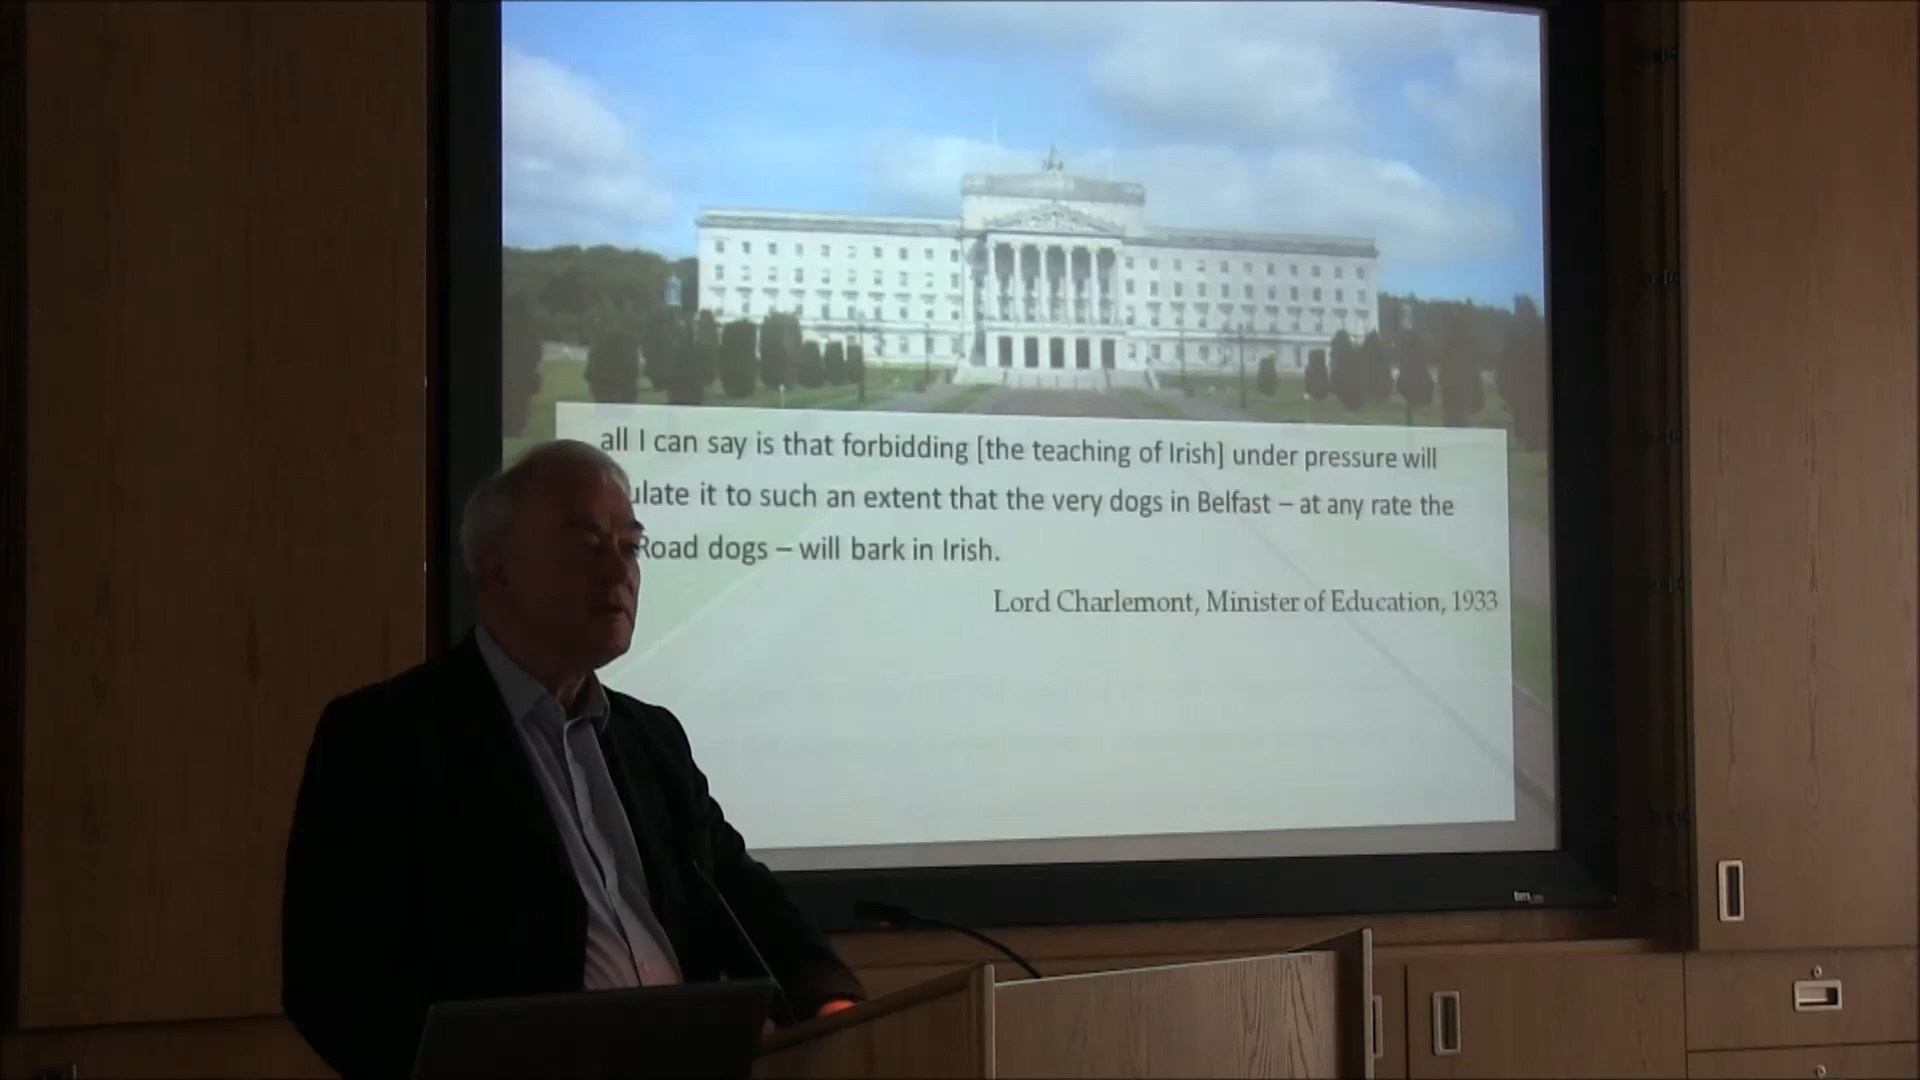 all I can say is that forbidding [the teaching of Irish] under pressure will
ulate it to such an extent that the very dogs in Belfast – at any rate the
Road dogs – will bark in Irish.
Lord Charlemont, Minister of Education, 1933